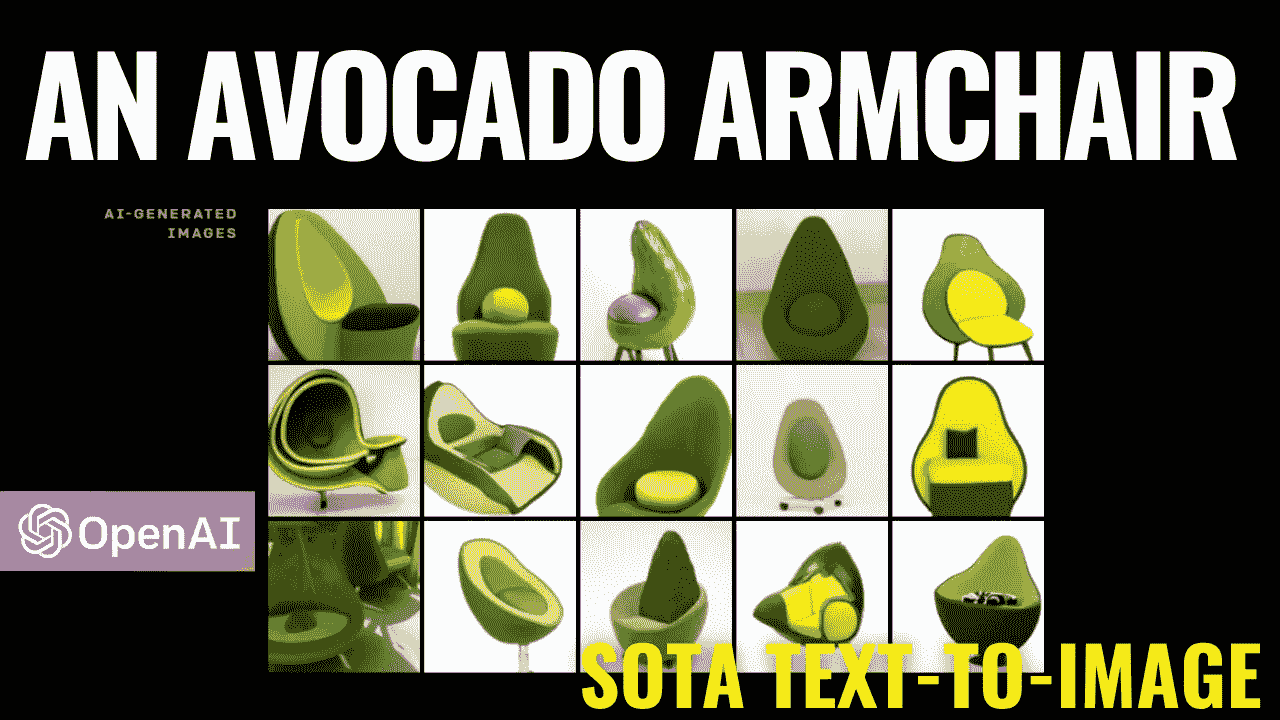 AN AVOCADO ARMCHAIR
AI-GENERATED
IMAGES
OpenAI
SOTA TEXT-TO-IMAGE